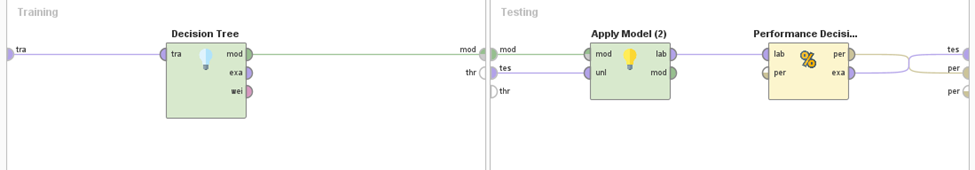 Training
Testing
Decision Tree
Apply Model (2)
Performance Decisi...
tra
tra
mod
exa
wei
mod
thr
mod
tes
thr
mod
unl
lab
mod
lab
per
per
exa
tes
per
per